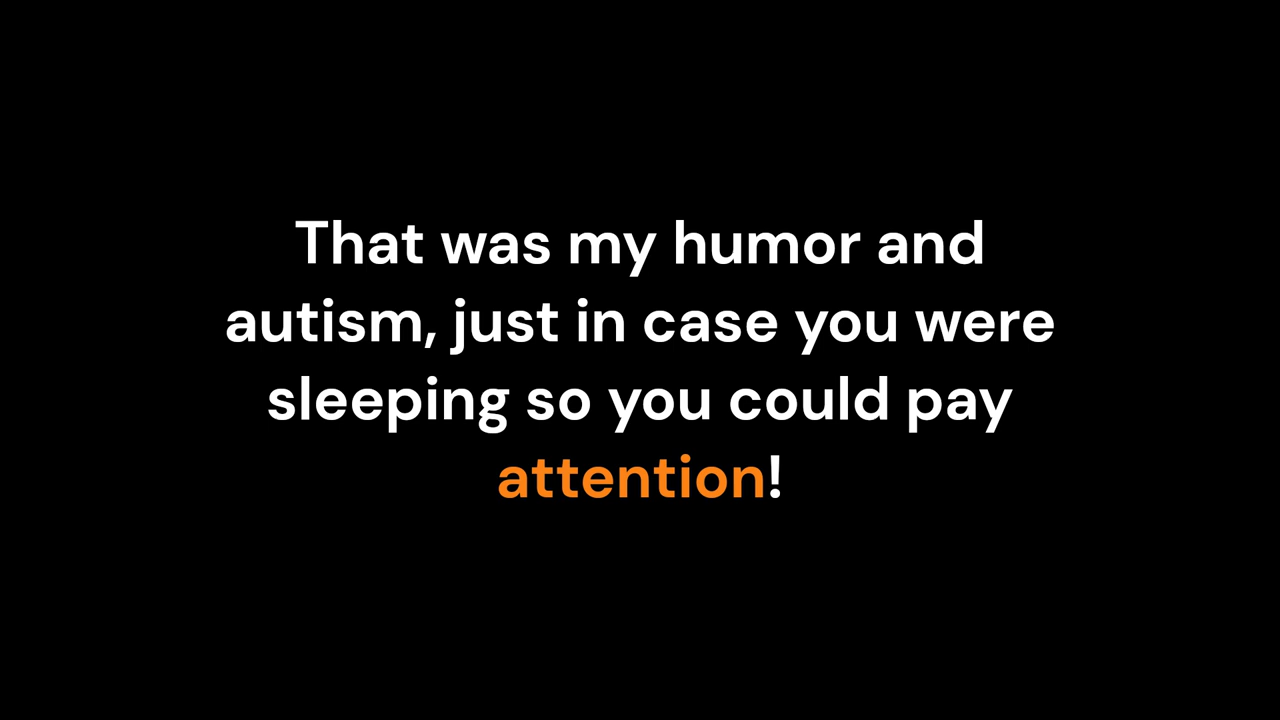 That was my humor and
autism, just in case you were
sleeping so you could pay
attention!